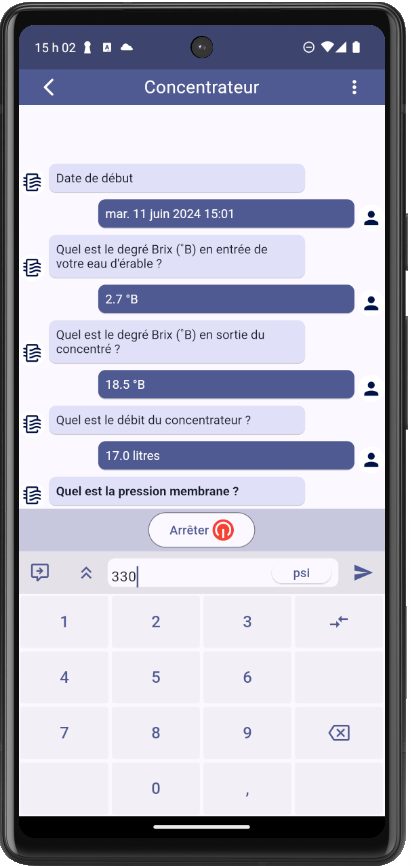 15 h 02
Concentrateur
Date de début
mar. 11 juin 2024 15:01
Quel est le degré Brix (°B) en entrée de
votre eau d'érable ?
2.7 °B
Quel est le degré Brix (°B) en sortie du
concentré ?
18.5 °B
Quel est le débit du concentrateur ?
17.0 litres
Quel est la pression membrane ?
Arrêter
330 psi
1 2 3
4 5 6
7 8 9
0 ,